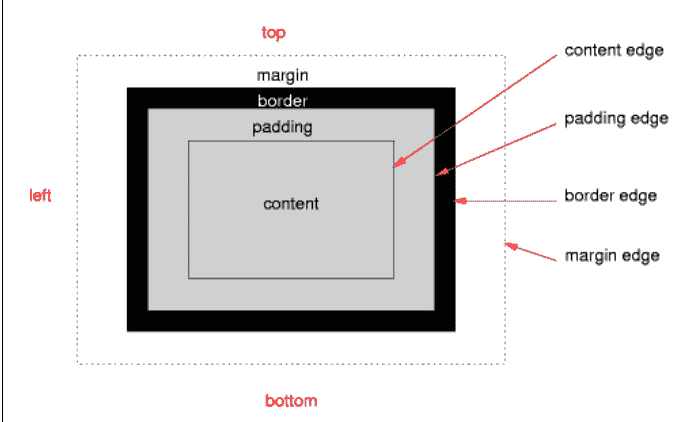 top
content edge
margin
border
padding edge
padding
left
border edge
content
margin edge
bottom